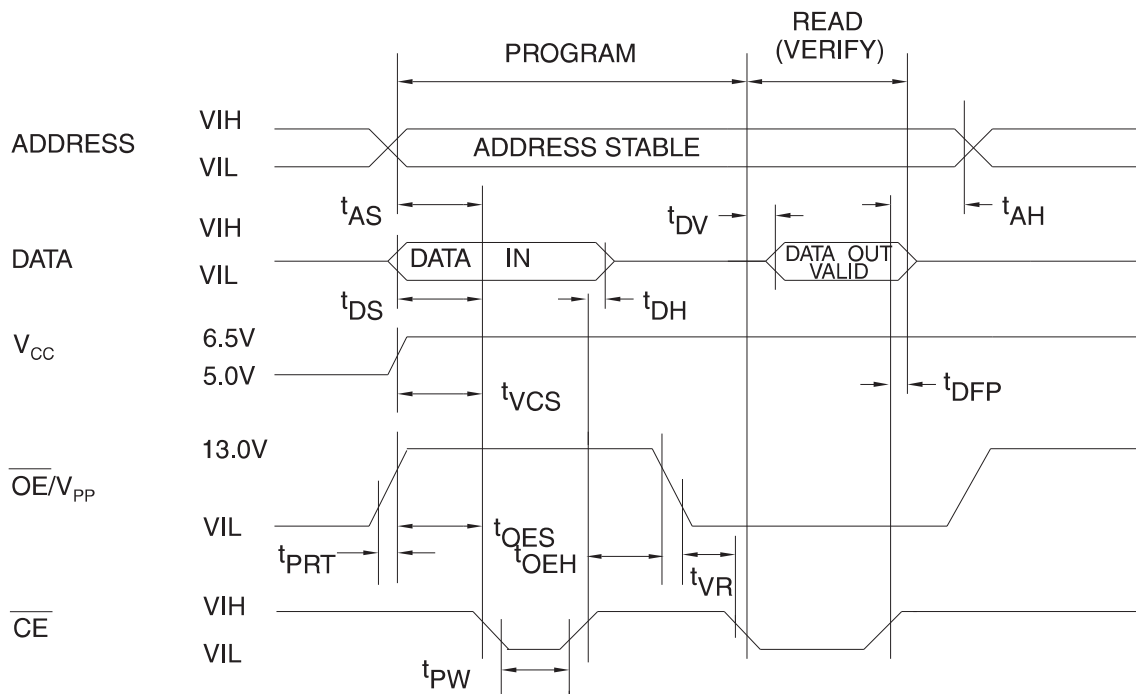 PROGRAM
READ
(VERIFY)
ADDRESS
VIH
VIL
ADDRESS STABLE
tAS
tDV
tAH
DATA
VIH
VIL
DATA IN
DATA OUT
VALID
tDS
tDH
VCC
6.5V
5.0V
tVCS
tDFP
OE/VPP
13.0V
VIL
tPRT
tOES
tOEH
tVR
CE
VIH
VIL
tPW